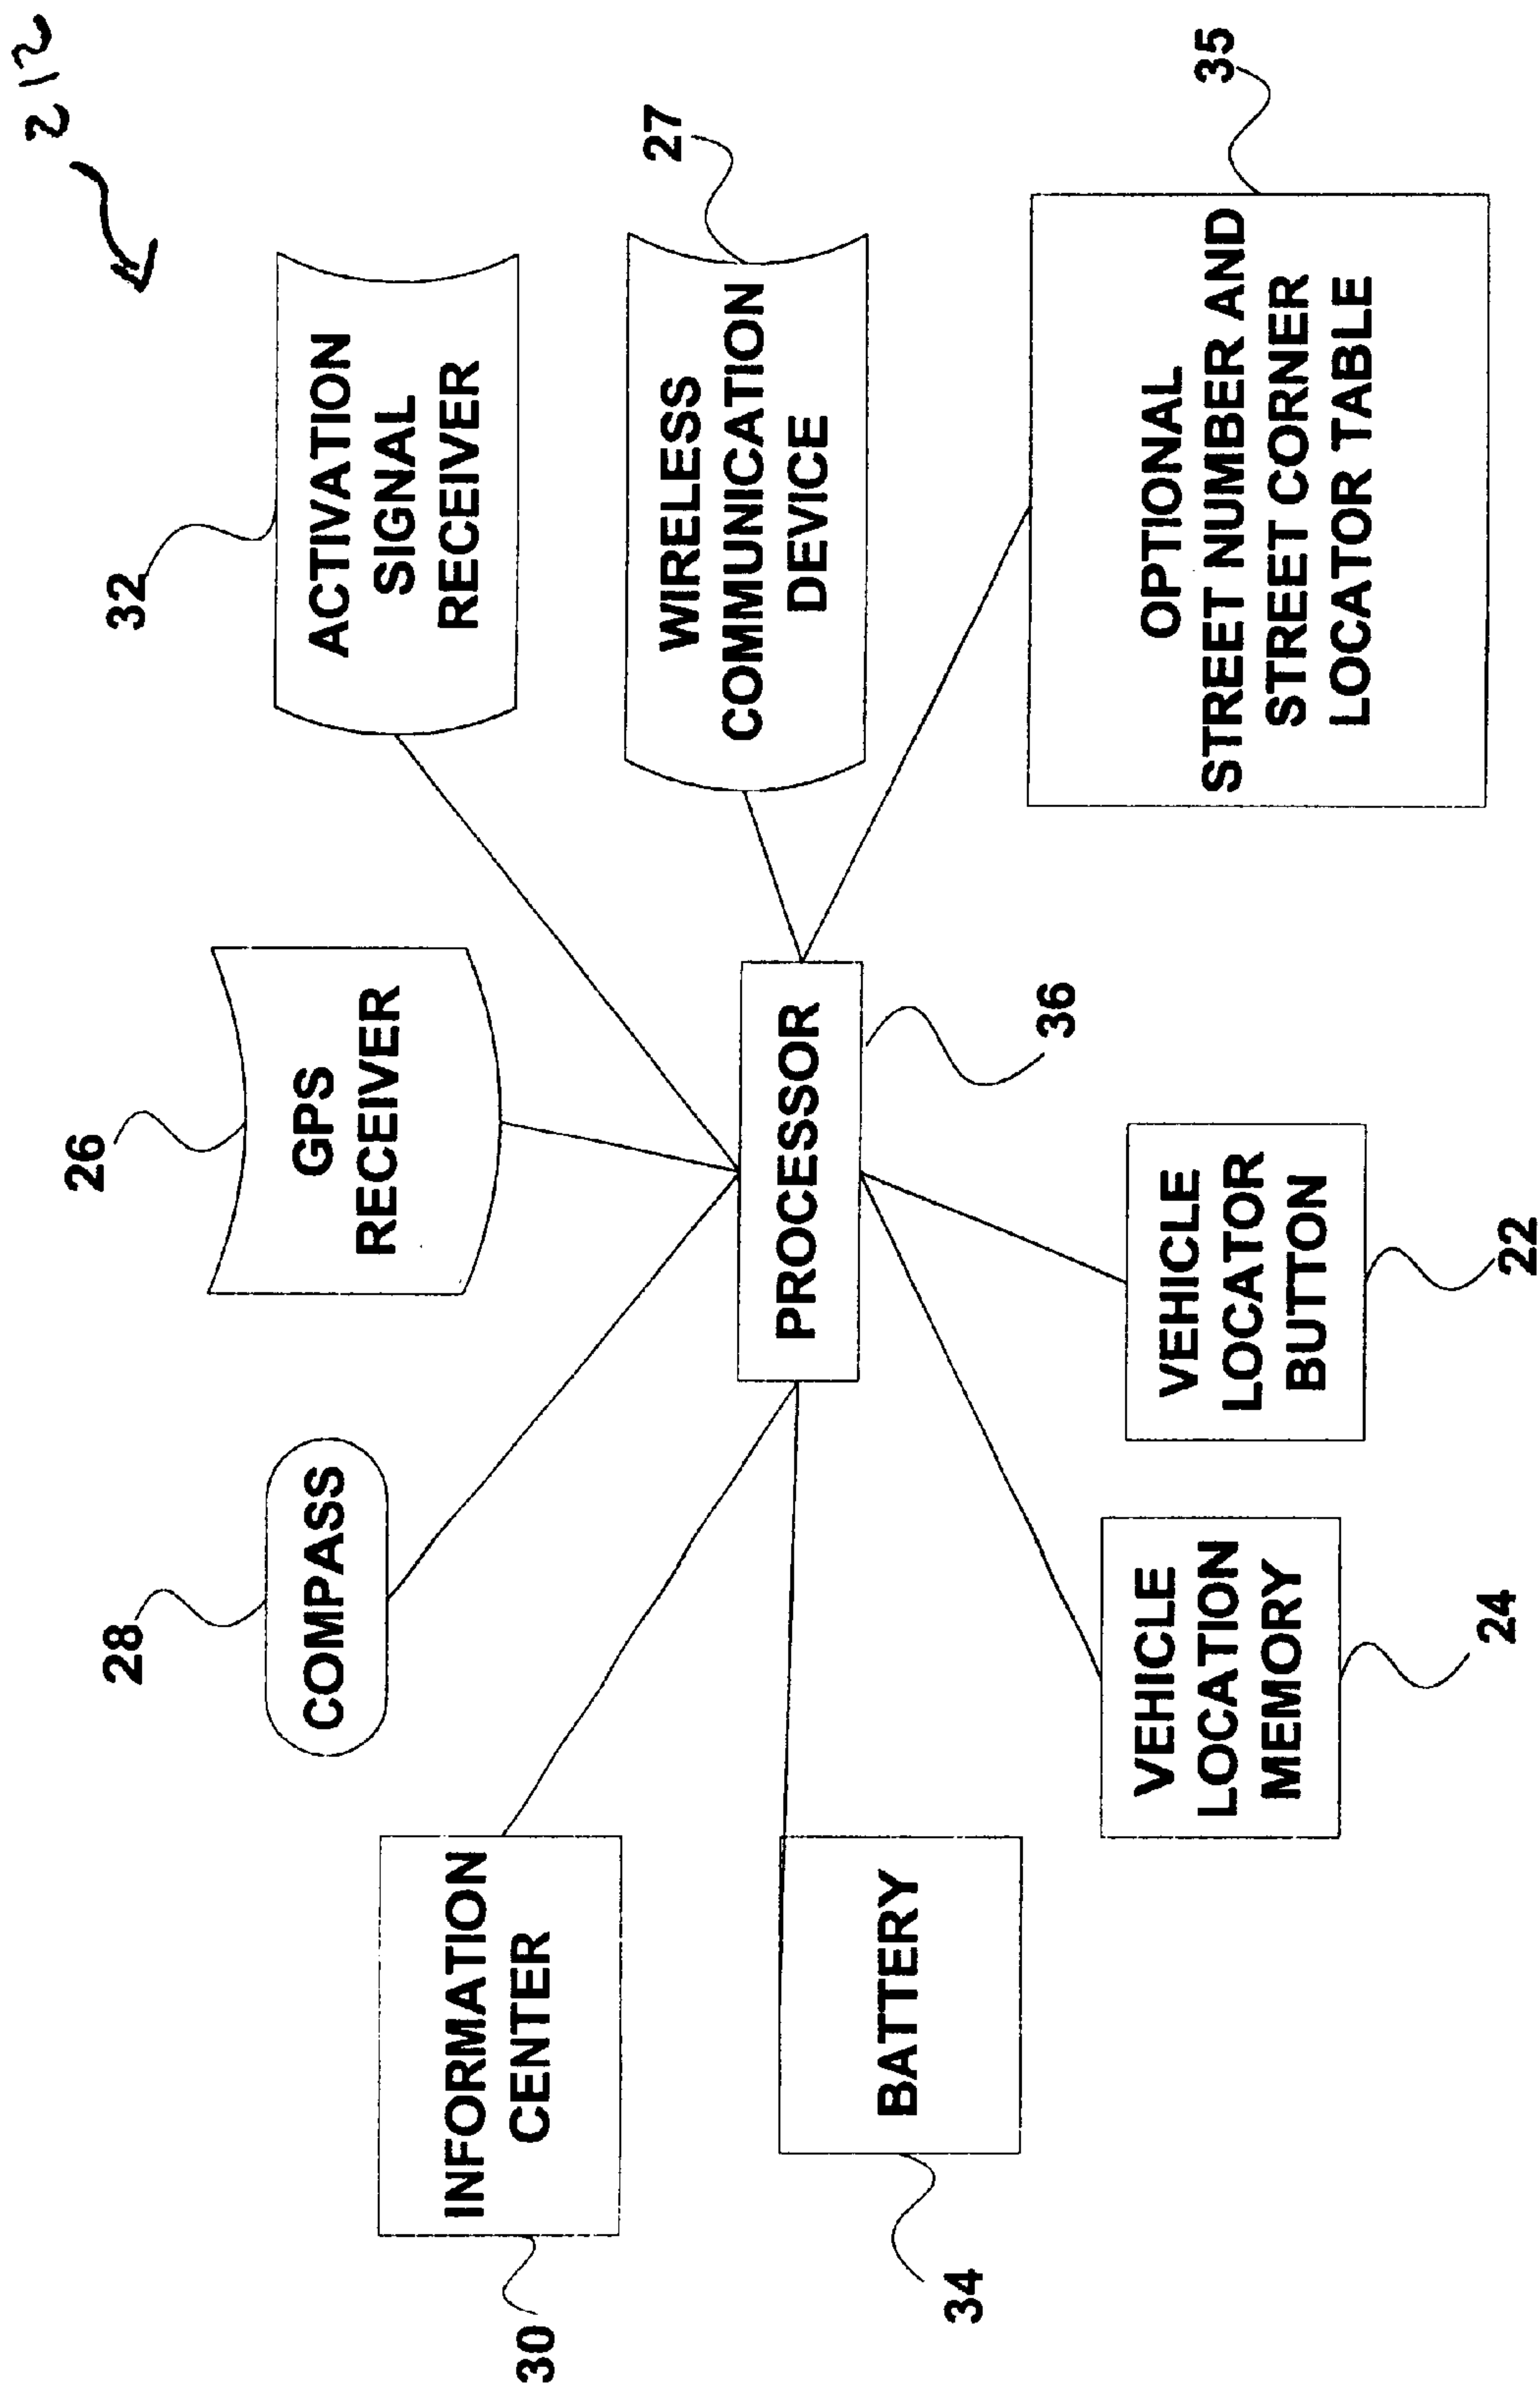 212
32
ACTIVATION
SIGNAL
RECEIVER
26
GPS
RECEIVER
28
COMPASS
27
WIRELESS
COMMUNICATION
DEVICE
INFORMATION
CENTER
30
PROCESSOR
36
BATTERY
34
35
OPTIONAL
STREET NUMBER AND
STREET CORNER
LOCATOR TABLE
VEHICLE
LOCATOR
BUTTON
22
VEHICLE
LOCATION
MEMORY
24